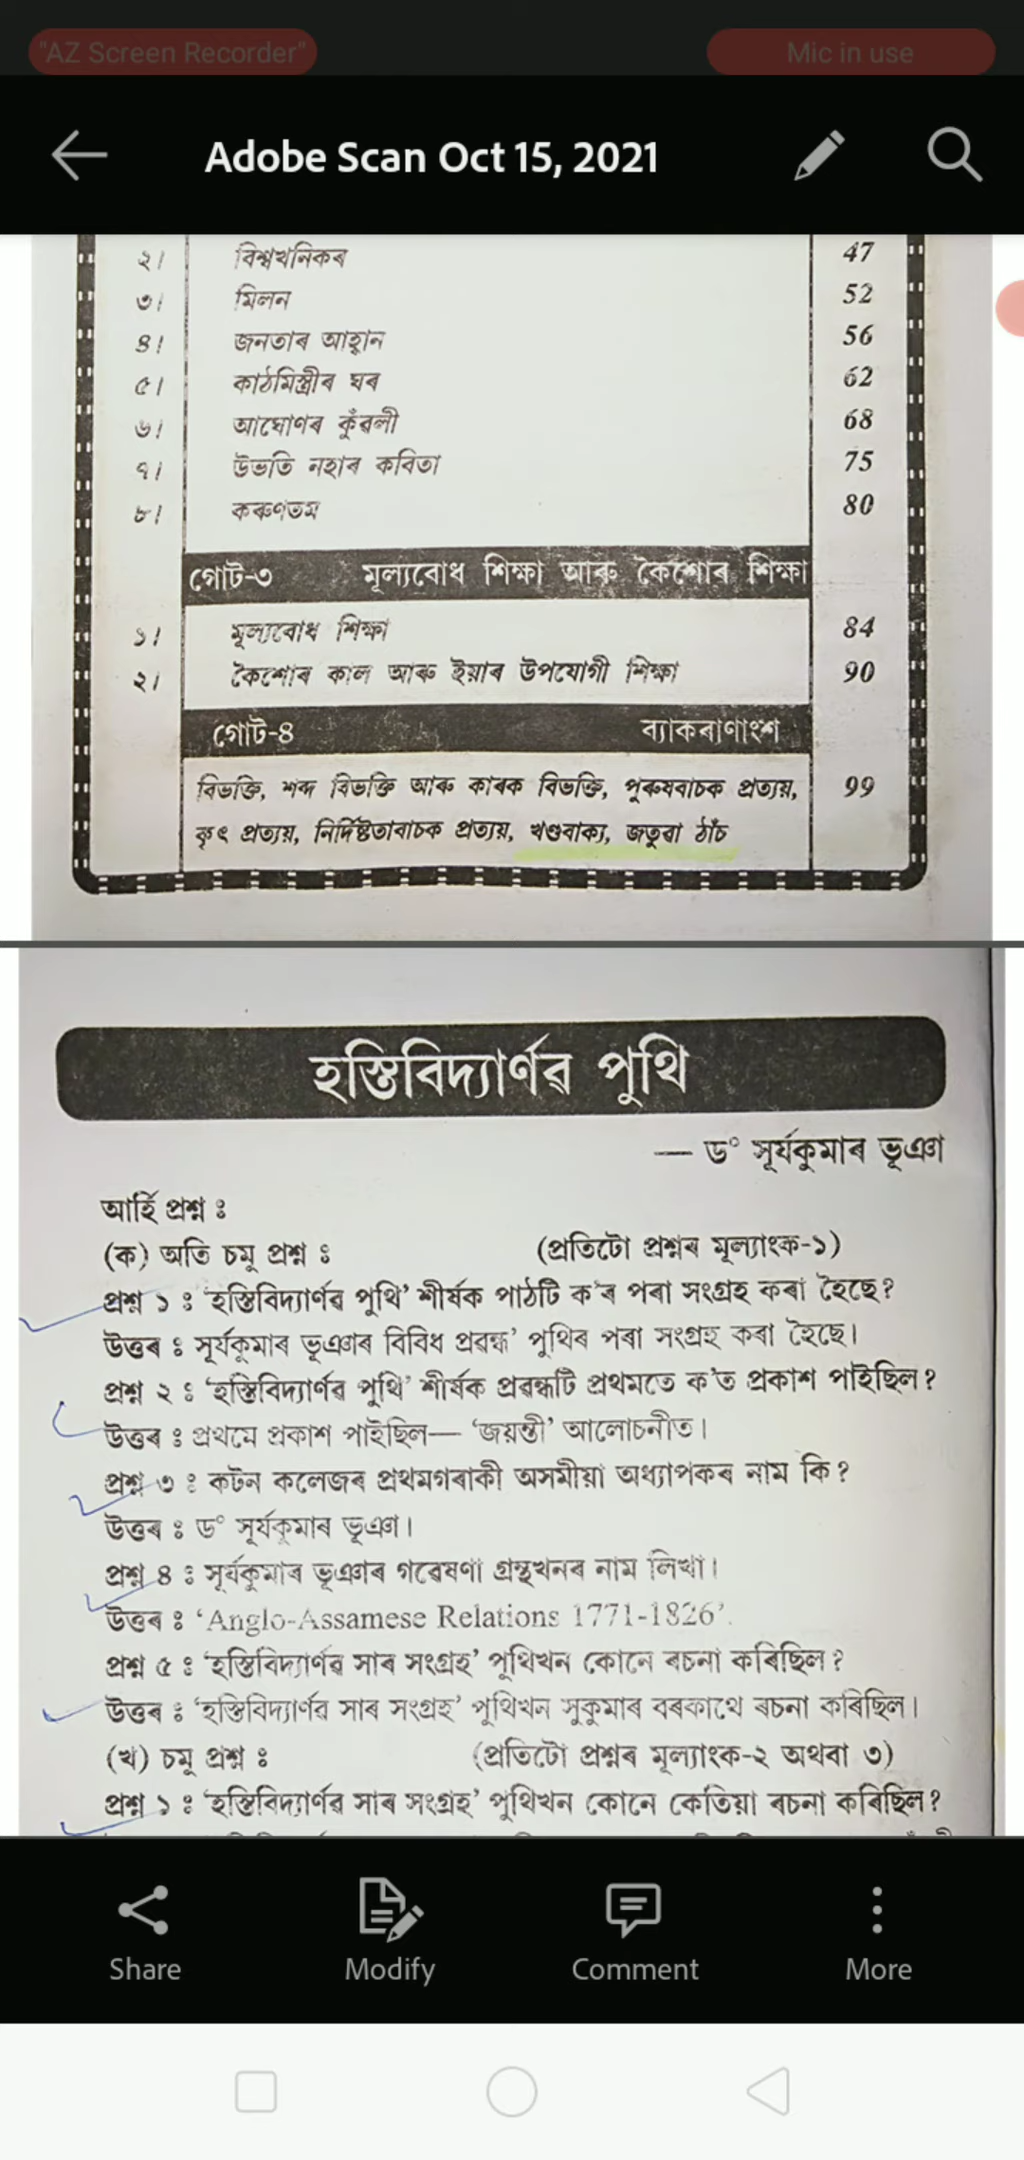 "AZ Screen Recorder" Mic in use
Adobe Scan Oct 15, 2021
২। বিশ্বখনিকৰ 47
৩। মিলন 52
৪। জনতাৰ আহ্বান 56
৫। কাঠমিস্ত্ৰীৰ ঘৰ 62
৬। আঘোণৰ কুঁৱলী 68
৭। উভতি নহাৰ কবিতা 75
৮। কৰুণতম 80
গোট-৩ মূল্যবোধ শিক্ষা আৰু কৈশোৰ শিক্ষা
১। মূল্যবোধ শিক্ষা 84
২। কৈশোৰ কাল আৰু ইয়াৰ উপযোগী শিক্ষা 90
গোট-৪ ব্যাকৰাণাংশ
বিভক্তি, শব্দ বিভক্তি আৰু কাৰক বিভক্তি, পুৰুষবাচক প্ৰত্যয়, 99
কৃৎ প্ৰত্যয়, নিৰ্দিষ্টতাবাচক প্ৰত্যয়, খণ্ডবাক্য, জতুৱা ঠাঁচ
হস্তিবিদ্যাৰ্ণৱ পুথি
— ড° সূৰ্যকুমাৰ ভূঞা
আৰ্হি প্ৰশ্ন ঃ
(ক) অতি চমু প্ৰশ্ন ঃ (প্ৰতিটো প্ৰশ্নৰ মূল্যাংক-১)
প্ৰশ্ন ১ ঃ ‘হস্তিবিদ্যাৰ্ণৱ পুথি’ শীৰ্ষক পাঠটি ক'ৰ পৰা সংগ্ৰহ কৰা হৈছে?
উত্তৰ ঃ সূৰ্যকুমাৰ ভূঞাৰ বিবিধ প্ৰৱন্ধ’ পুথিৰ পৰা সংগ্ৰহ কৰা হৈছে।
প্ৰশ্ন ২ ঃ ‘হস্তিবিদ্যাৰ্ণৱ পুথি’ শীৰ্ষক প্ৰৱন্ধটি প্ৰথমতে ক'ত প্ৰকাশ পাইছিল?
উত্তৰ ঃ প্ৰথমে প্ৰকাশ পাইছিল— ‘জয়ন্তী’ আলোচনীত।
প্ৰশ্ন ৩ ঃ কটন কলেজৰ প্ৰথমগৰাকী অসমীয়া অধ্যাপকৰ নাম কি?
উত্তৰ ঃ ড° সূৰ্যকুমাৰ ভূঞা।
প্ৰশ্ন ৪ ঃ সূৰ্যকুমাৰ ভূঞাৰ গৱেষণা গ্ৰন্থখনৰ নাম লিখা।
উত্তৰ ঃ ‘Anglo-Assamese Relations 1771-1826’.
প্ৰশ্ন ৫ ঃ ‘হস্তিবিদ্যাৰ্ণৱ সাৰ সংগ্ৰহ’ পুথিখন কোনে ৰচনা কৰিছিল?
উত্তৰ ঃ ‘হস্তিবিদ্যাৰ্ণৱ সাৰ সংগ্ৰহ’ পুথিখন সুকুমাৰ বৰকাথে ৰচনা কৰিছিল।
(খ) চমু প্ৰশ্ন ঃ (প্ৰতিটো প্ৰশ্নৰ মূল্যাংক-২ অথবা ৩)
প্ৰশ্ন ১ ঃ ‘হস্তিবিদ্যাৰ্ণৱ সাৰ সংগ্ৰহ’ পুথিখন কোনে কেতিয়া ৰচনা কৰিছিল?
Share Modify Comment More